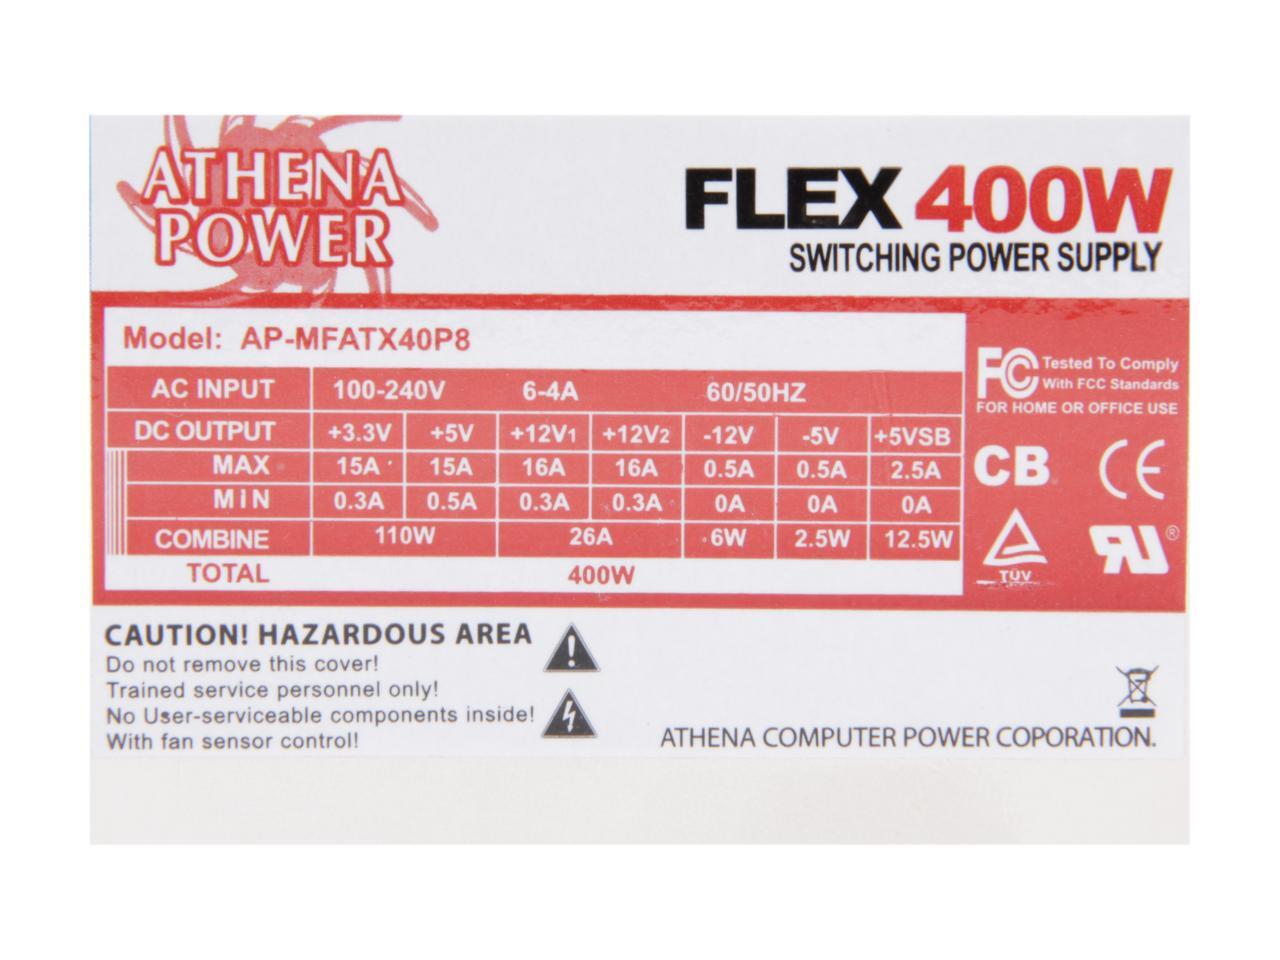 ATHENA
POWER
FLEX 400W
SWITCHING POWER SUPPLY
Model: AP-MFATX40P8
AC INPUT 100-240V 6-4A 60/50HZ
DC OUTPUT +3.3V +5V +12V1 +12V2 -12V -5V +5VSB
MAX 15A 15A 16A 16A 0.5A 0.5A 2.5A
MiN 0.3A 0.5A 0.3A 0.3A 0A 0A 0A
COMBINE 110W 26A 6W 2.5W 12.5W
TOTAL 400W
FC Tested To Comply
With FCC Standards
FOR HOME OR OFFICE USE
CB CE
TÜV RU®
CAUTION! HAZARDOUS AREA
Do not remove this cover!
Trained service personnel only!
No User-serviceable components inside!
With fan sensor control!
ATHENA COMPUTER POWER COPORATION.